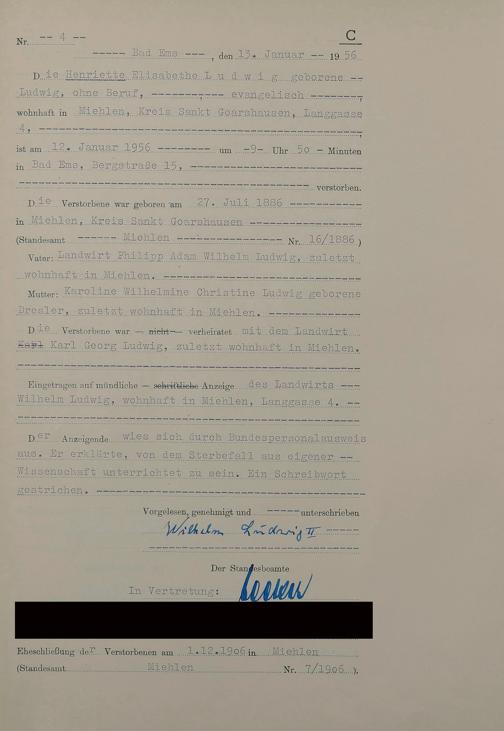 C
Nr. -- 4 --
----- Bad Ems --- , den 13. Januar -- 1956
Die Henriette Elisabethe Ludwig geborene --
Ludwig, ohne Beruf, ---------- evangelisch --------,
wohnhaft in Miehlen, Kreis Sankt Goarshausen, Langgasse
4, ----------------------------------------,
ist am 12. Januar 1956 -------- um -9- Uhr 50 - Minuten
in Bad Ems, Bergstraße 15, --------------------
---------------------------------------- verstorben.
Die Verstorbene war geboren am 27. Juli 1886 ----------
in Miehlen, Kreis Sankt Goarshausen --------------
(Standesamt ------ Miehlen --------------- Nr. 16/1886 )
Vater: Landwirt Philipp Adam Wilhelm Ludwig, zuletzt
wohnhaft in Miehlen. ----------------------------
Mutter: Karoline Wilhelmine Christine Ludwig geborene
Dresler, zuletzt wohnhaft in Miehlen. -------------
Die Verstorbene war — nicht — verheiratet mit dem Landwirt
Karl Karl Georg Ludwig, zuletzt wohnhaft in Miehlen.
----------------------------------------
Eingetragen auf mündliche — schriftliche Anzeige des Landwirts ---
Wilhelm Ludwig, wohnhaft in Miehlen, Langgasse 4. --
----------------------------------------
Der Anzeigende wies sich durch Bundespersonalausweis
aus. Er erklärte, von dem Sterbefall aus eigener --
Wissenschaft unterrichtet zu sein. Ein Schreibwort
gestrichen. ----------------------------------------
Vorgelesen, genehmigt und ----- unterschrieben
Wilhelm Ludwig II -----
----------------------------------------
Der Standesbeamte
In Vertretung:
Eheschließung der Verstorbenen am 1.12.1906 in Miehlen
(Standesamt Miehlen Nr. 7/1906 ).